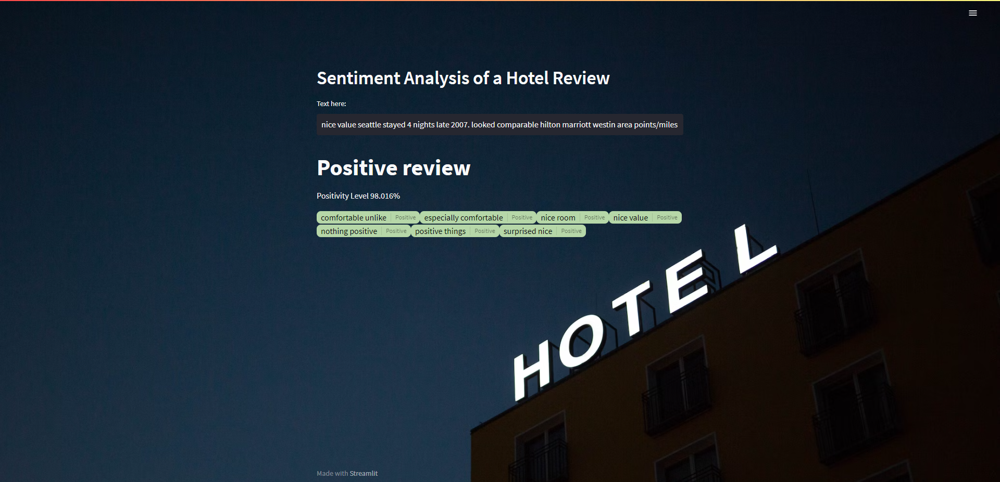 Sentiment Analysis of a Hotel Review
Text here:
nice value seattle stayed 4 nights late 2007. looked comparable hilton marriott westin area points/miles
Positive review
Positivity Level 98.016%
comfortable unlike Positive especially comfortable Positive nice room Positive nice value Positive
nothing positive Positive positive things Positive surprised nice Positive
HOTEL
Made with Streamlit